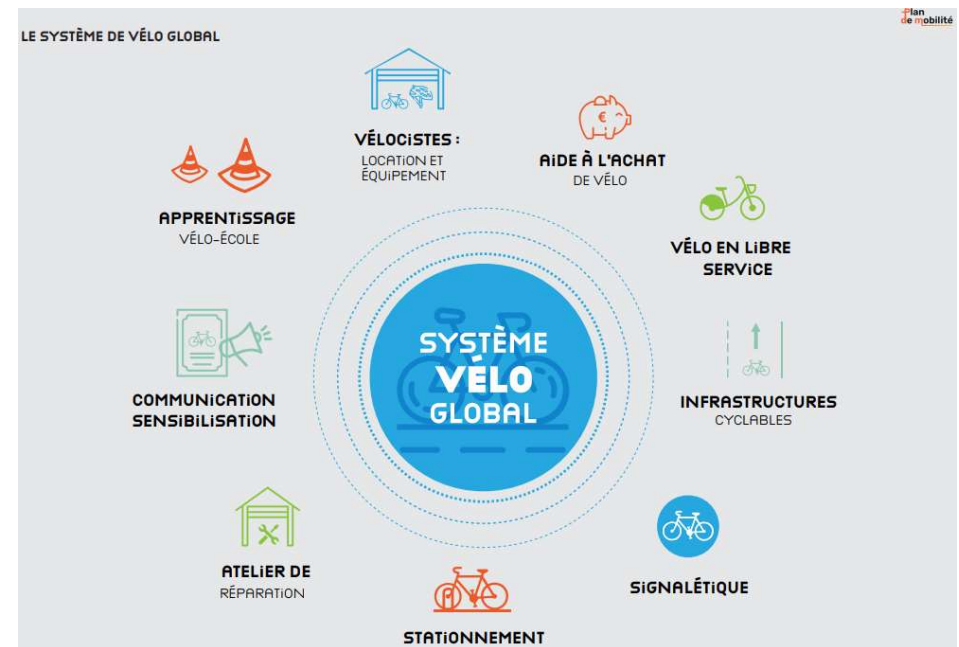 Plan
de mobilité
LE SYSTÈME DE VÉLO GLOBAL
VÉLOCISTES :
LOCATION ET
ÉQUIPEMENT
€
AIDE À L'ACHAT
DE VÉLO
APPRENTISSAGE
VÉLO-ÉCOLE
VÉLO EN LIBRE
SERVICE
SYSTÈME
VÉLO
GLOBAL
COMMUNICATION
SENSIBILISATION
INFRASTRUCTURES
CYCLABLES
ATELIER DE
RÉPARATION
SIGNALÉTIQUE
STATIONNEMENT